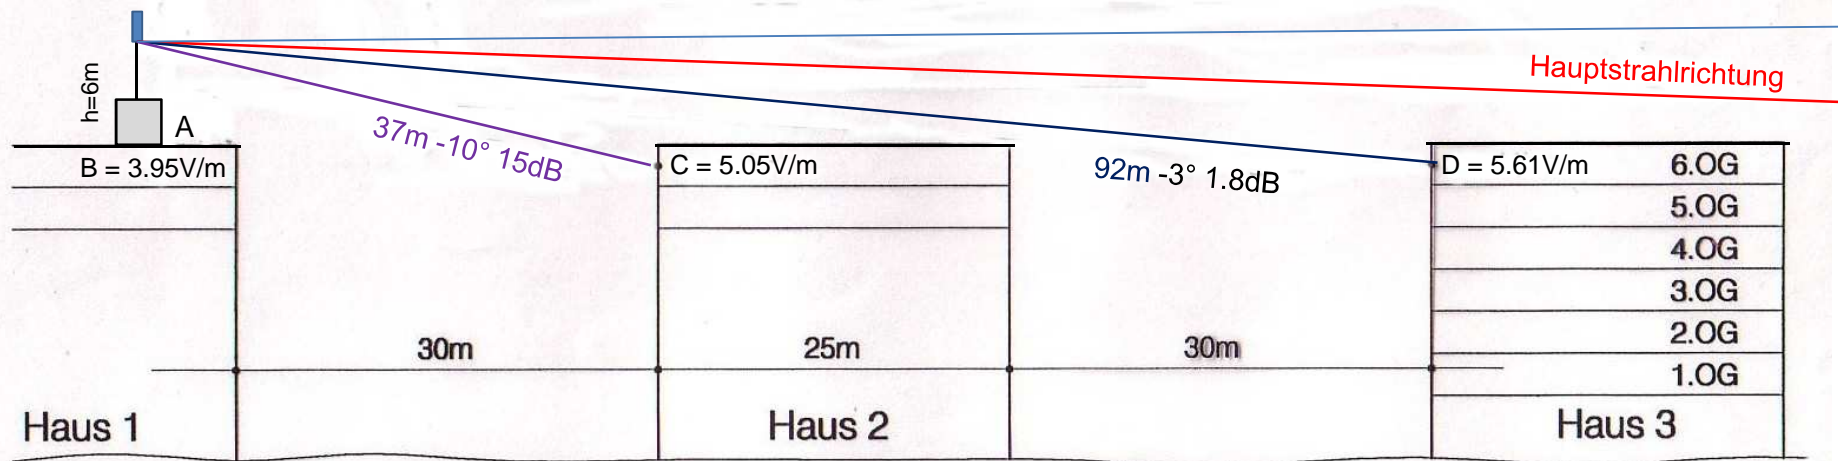 Hauptstrahlrichtung
h=6m
A
37m -10° 15dB
B = 3.95V/m
C = 5.05V/m
92m -3° 1.8dB
D = 5.61V/m
6.OG
5.OG
4.OG
3.OG
2.OG
1.OG
30m
25m
30m
Haus 1
Haus 2
Haus 3